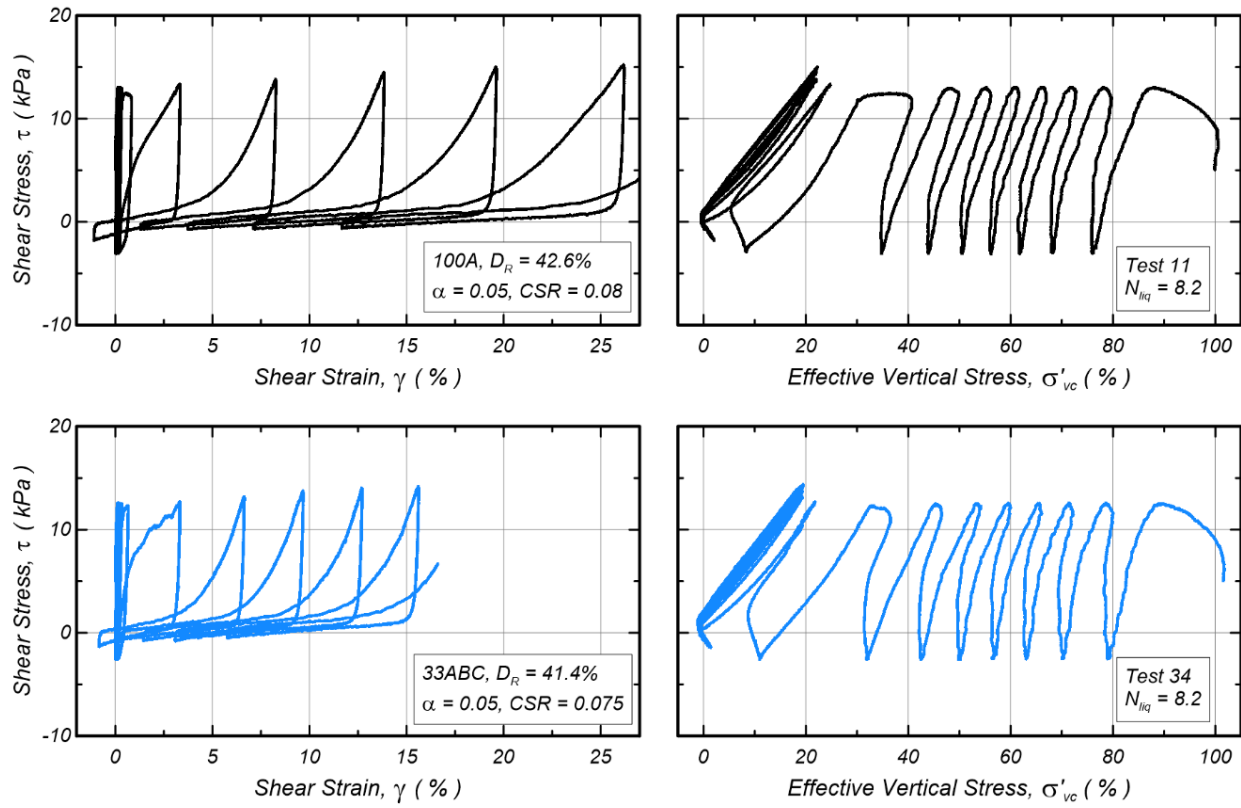 20
10
0
-10
Shear Stress, τ ( kPa )
0 5 10 15 20 25
Shear Strain, γ ( % )
100A, D_R = 42.6%
α = 0.05, CSR = 0.08
0 20 40 60 80 100
Effective Vertical Stress, σ'_vc ( % )
Test 11
N_liq = 8.2
20
10
0
-10
Shear Stress, τ ( kPa )
0 5 10 15 20 25
Shear Strain, γ ( % )
33ABC, D_R = 41.4%
α = 0.05, CSR = 0.075
0 20 40 60 80 100
Effective Vertical Stress, σ'_vc ( % )
Test 34
N_liq = 8.2